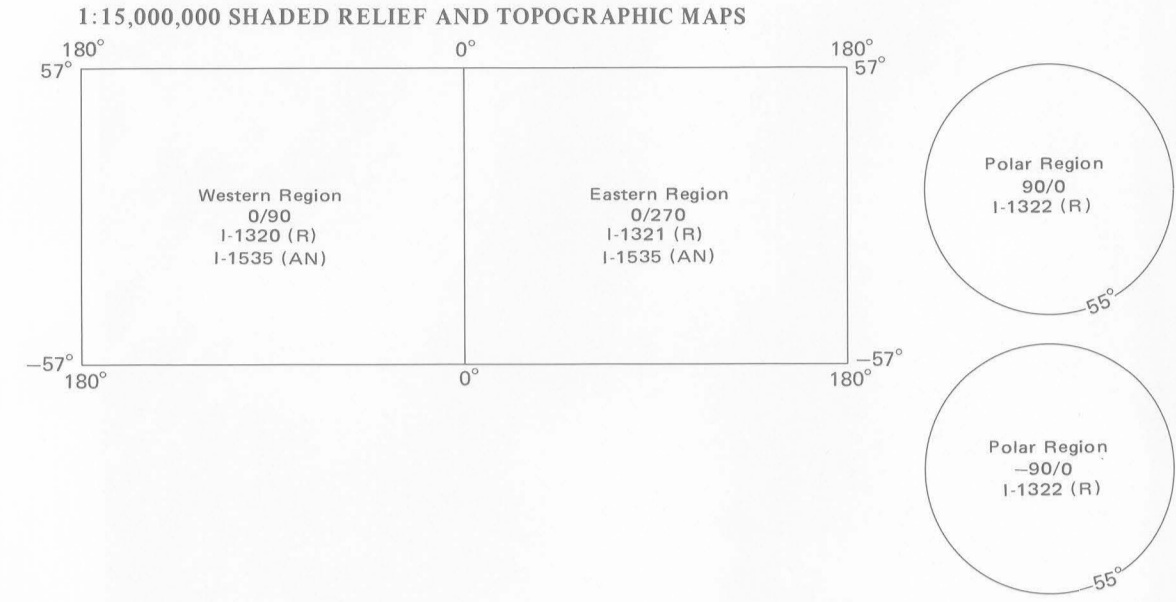 1:15,000,000 SHADED RELIEF AND TOPOGRAPHIC MAPS
180° 0° 180°
57° 57°
Western Region
0/90
I-1320 (R)
I-1535 (AN)
Eastern Region
0/270
I-1321 (R)
I-1535 (AN)
−57° −57°
180° 0° 180°
Polar Region
90/0
I-1322 (R)
55°
Polar Region
−90/0
I-1322 (R)
-55°